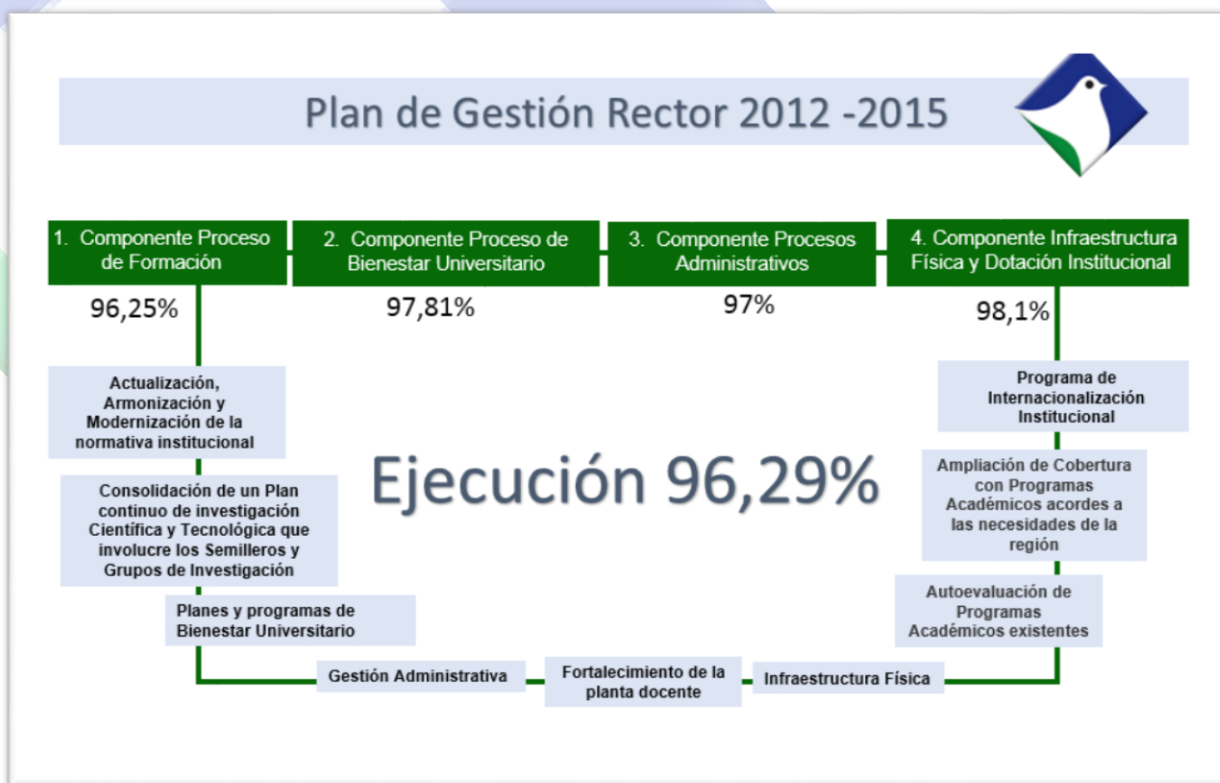 Plan de Gestión Rector 2012 -2015
1. Componente Proceso
de Formación
2. Componente Proceso de
Bienestar Universitario
3. Componente Procesos
Administrativos
4. Componente Infraestructura
Física y Dotación Institucional
96,25%
97,81%
97%
98,1%
Actualización,
Armonización y
Modernización de la
normativa institucional
Programa de
Internacionalización
Institucional
Ejecución 96,29%
Consolidación de un Plan
continuo de investigación
Científica y Tecnológica que
involucre los Semilleros y
Grupos de Investigación
Ampliación de Cobertura
con Programas
Académicos acordes a
las necesidades de la
región
Planes y programas de
Bienestar Universitario
Autoevaluación de
Programas
Académicos existentes
Gestión Administrativa
Fortalecimiento de la
planta docente
Infraestructura Física